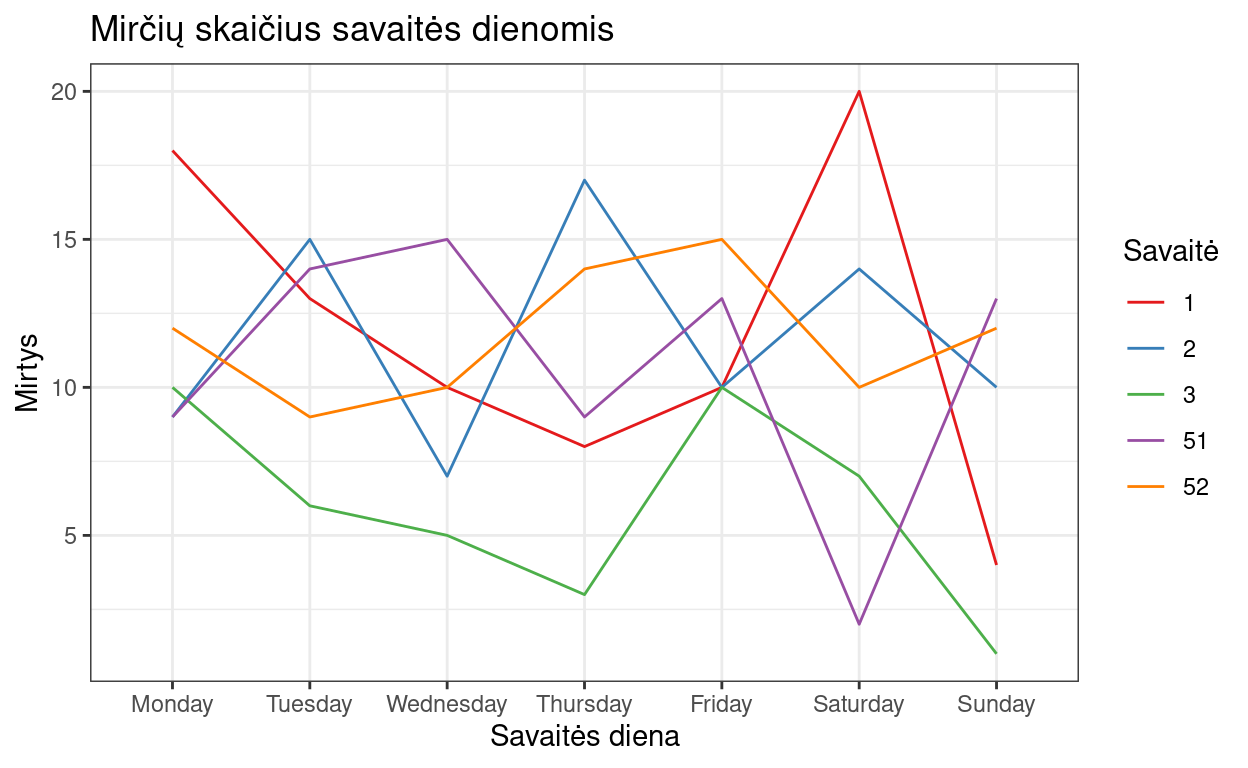 Mirčių skaičius savaitės dienomis
Mirtys
20
15
10
5
Monday Tuesday Wednesday Thursday Friday Saturday Sunday
Savaitės diena
Savaitė
1
2
3
51
52